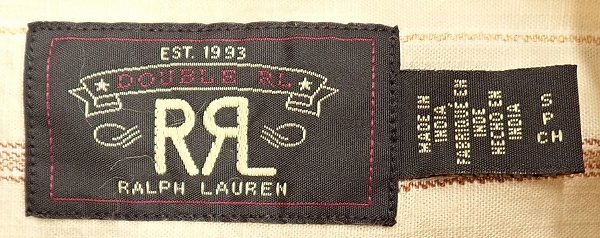 EST. 1993
DOUBLE RL
RRL
RALPH LAUREN
MADE IN
INDIA
FABRIQUÉ EN
INDE
HECHO EN
INDIA
S
P
CH